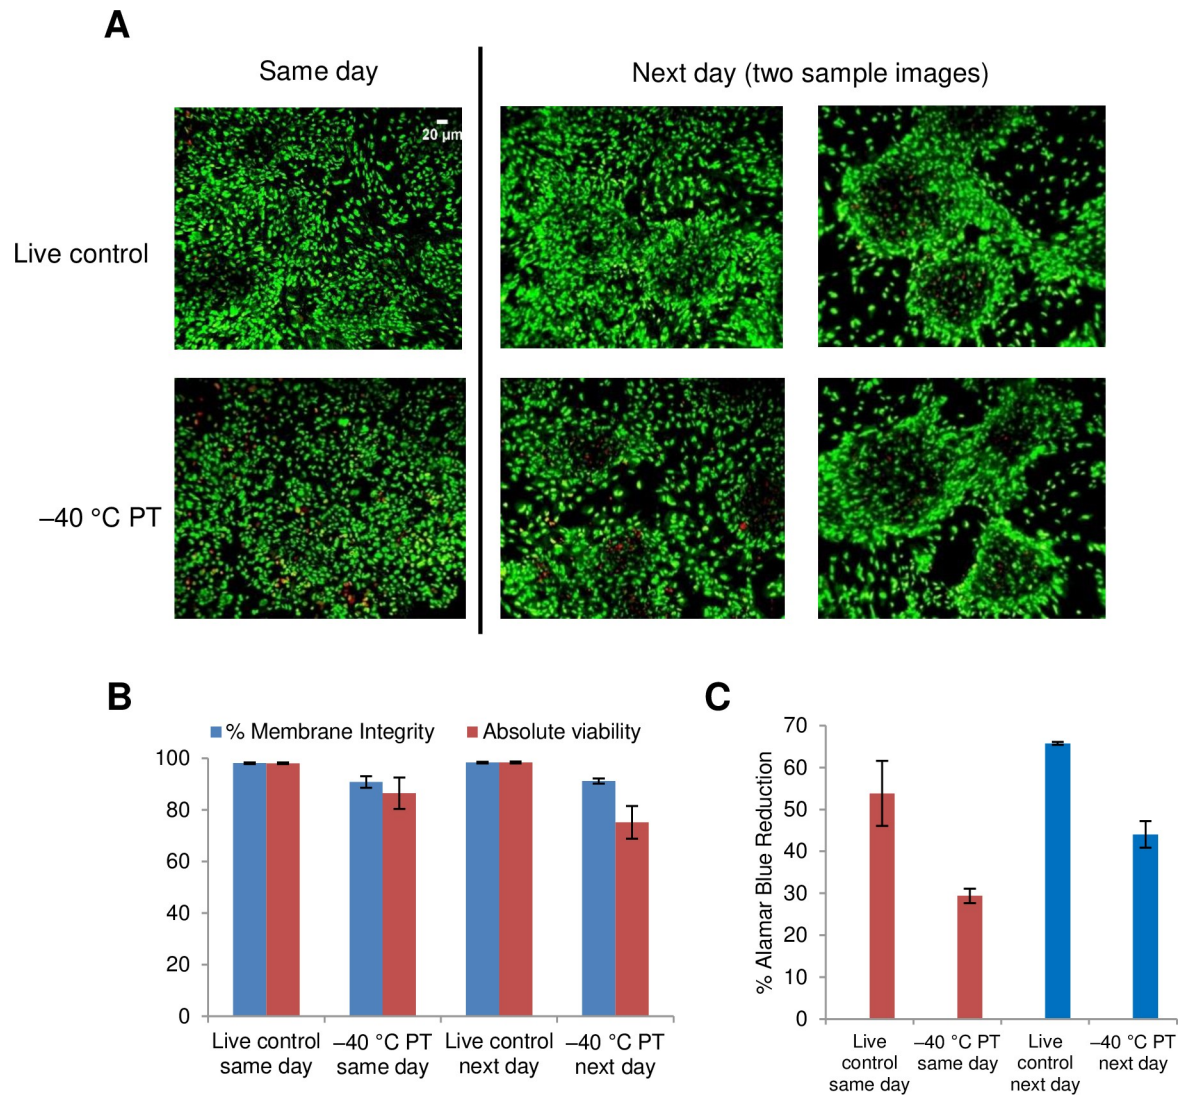 A
Same day
Next day (two sample images)
20 µm
Live control
–40 °C PT
B
% Membrane Integrity
Absolute viability
100
80
60
40
20
0
Live control
same day
–40 °C PT
same day
Live control
next day
–40 °C PT
next day
C
% Alamar Blue Reduction
70
60
50
40
30
20
10
0
Live
control
same day
–40 °C PT
same day
Live
control
next day
–40 °C PT
next day